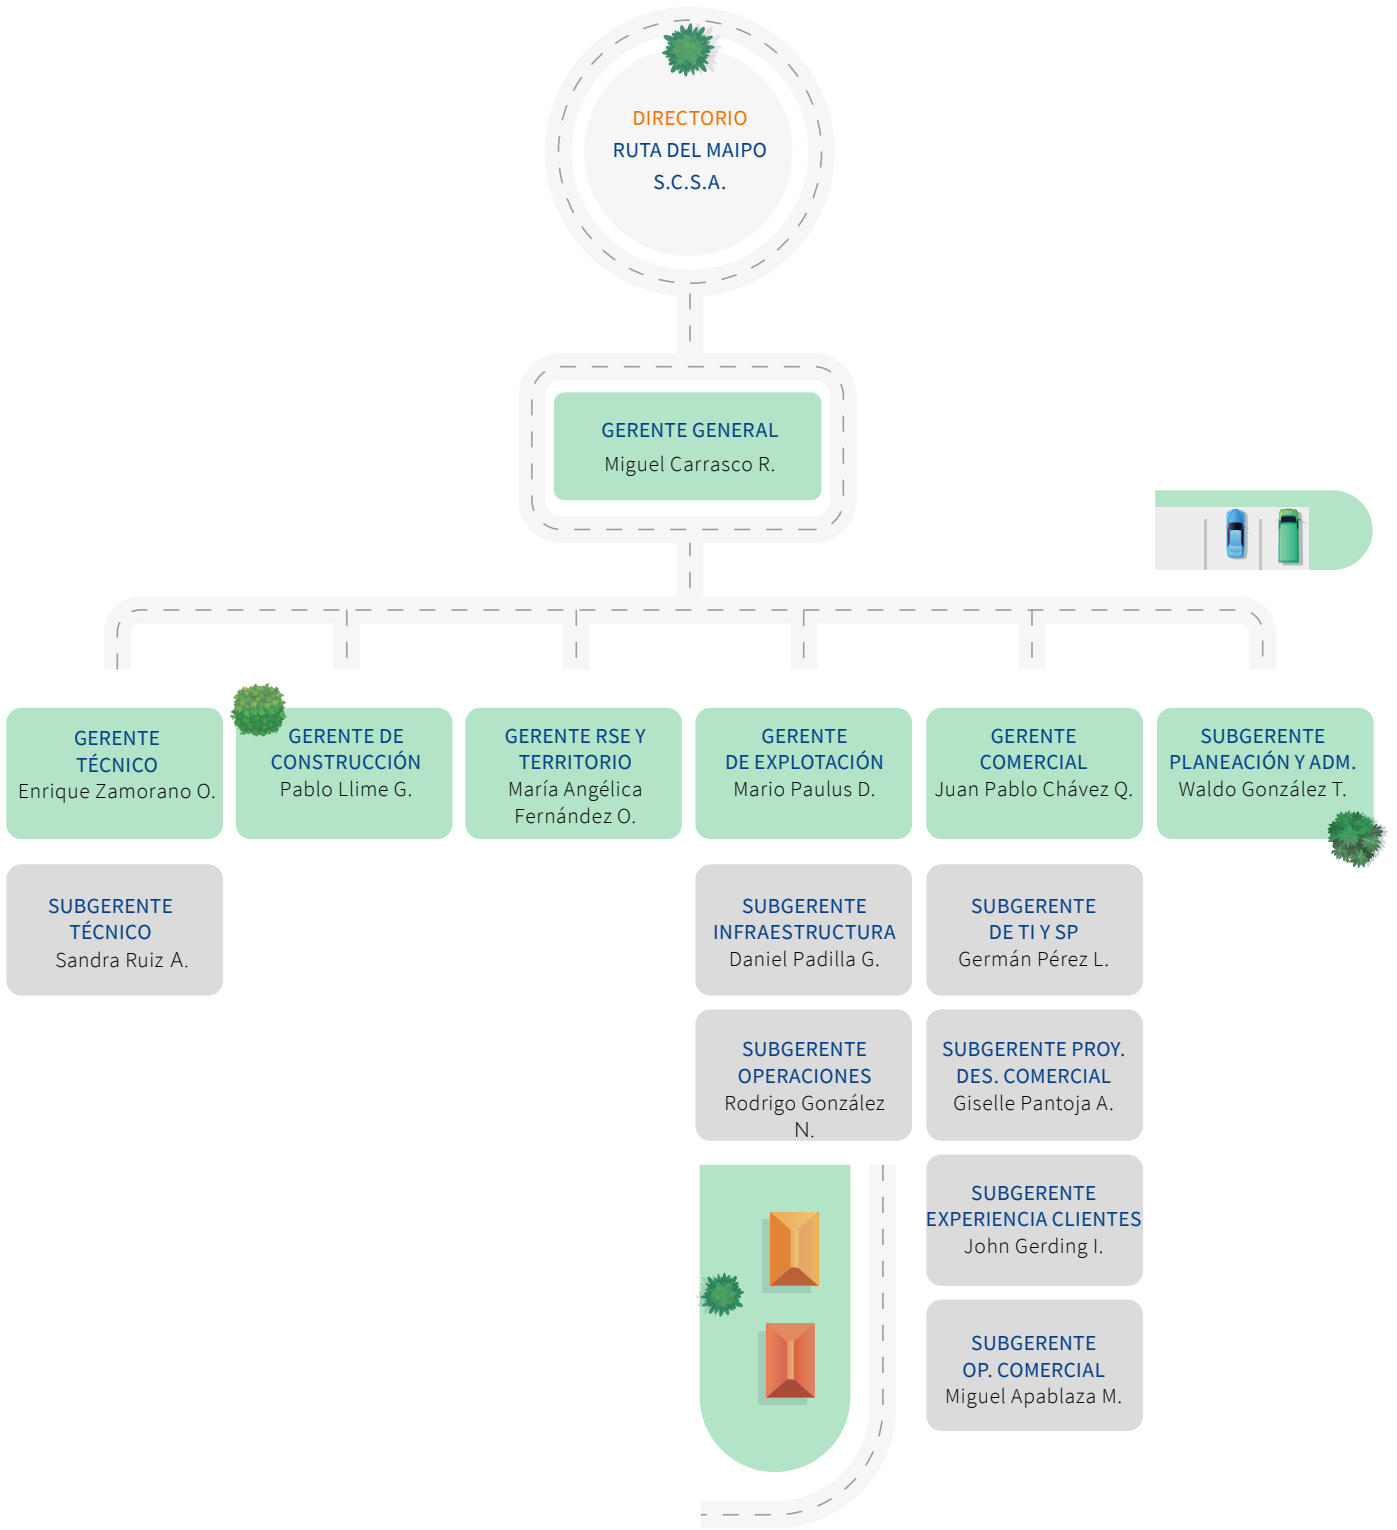 DIRECTORIO
RUTA DEL MAIPO
S.C.S.A.
GERENTE GENERAL
Miguel Carrasco R.
GERENTE
TÉCNICO
Enrique Zamorano O.
GERENTE DE
CONSTRUCCIÓN
Pablo Llime G.
GERENTE RSE Y
TERRITORIO
María Angélica
Fernández O.
GERENTE
DE EXPLOTACIÓN
Mario Paulus D.
GERENTE
COMERCIAL
Juan Pablo Chávez Q.
SUBGERENTE
PLANEACIÓN Y ADM.
Waldo González T.
SUBGERENTE
TÉCNICO
Sandra Ruiz A.
SUBGERENTE
INFRAESTRUCTURA
Daniel Padilla G.
SUBGERENTE
DE TI Y SP
Germán Pérez L.
SUBGERENTE
OPERACIONES
Rodrigo González
N.
SUBGERENTE PROY.
DES. COMERCIAL
Giselle Pantoja A.
SUBGERENTE
EXPERIENCIA CLIENTES
John Gerding I.
SUBGERENTE
OP. COMERCIAL
Miguel Apablaza M.